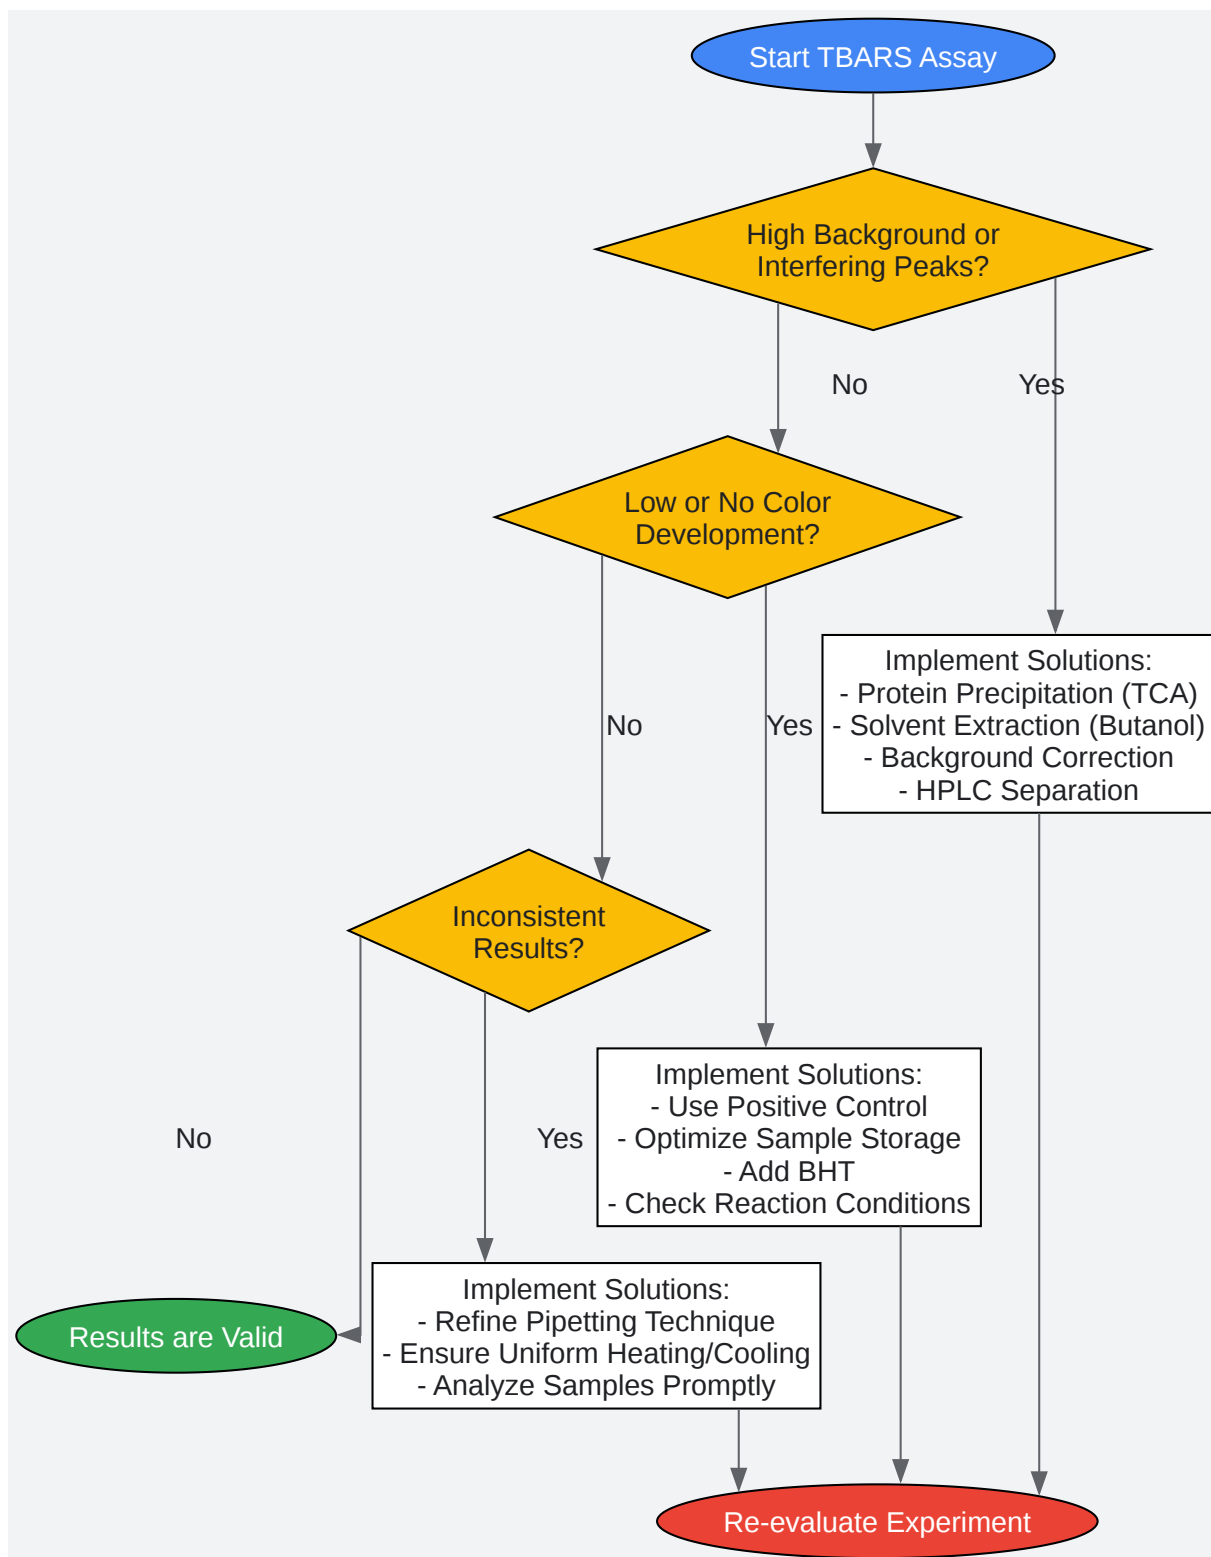 Start TBARS Assay
High Background or
Interfering Peaks?
No
Yes
Low or No Color
Development?
Implement Solutions:
- Protein Precipitation (TCA)
- Solvent Extraction (Butanol)
- Background Correction
- HPLC Separation
No
Yes
Inconsistent
Results?
Implement Solutions:
- Use Positive Control
- Optimize Sample Storage
- Add BHT
- Check Reaction Conditions
No
Yes
Implement Solutions:
- Refine Pipetting Technique
- Ensure Uniform Heating/Cooling
- Analyze Samples Promptly
Results are Valid
Re-evaluate Experiment